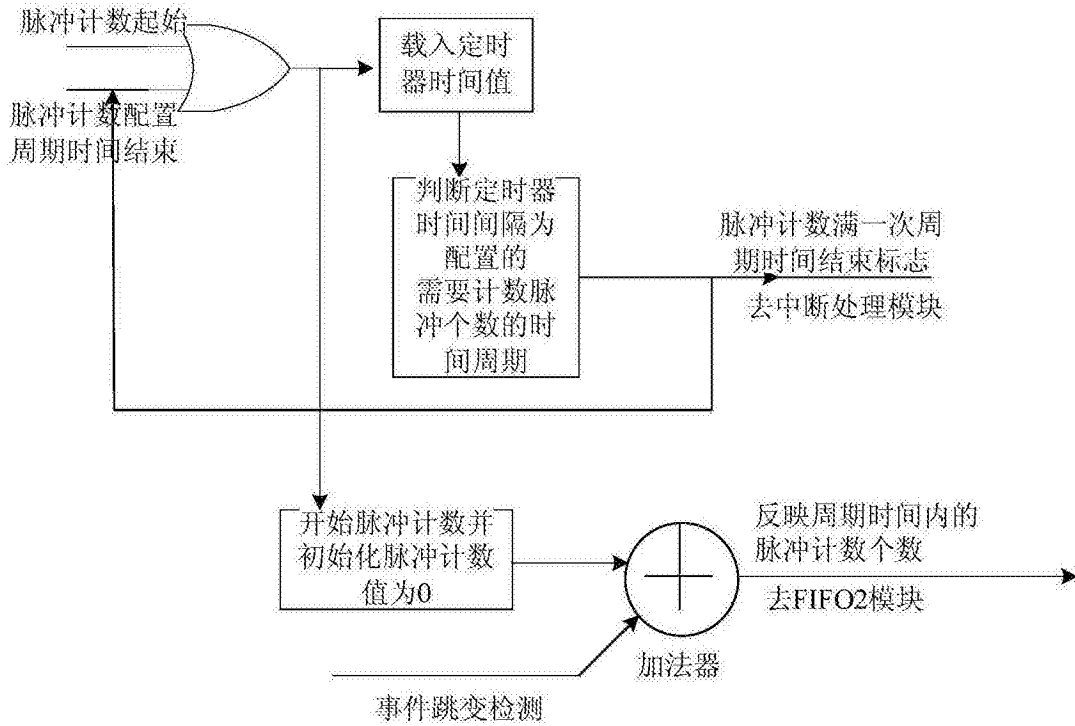 脉冲计数起始
脉冲计数配置
周期时间结束
载入定时
器时间值
判断定时器
时间间隔为
配置的
需要计数脉
冲个数的时
间周期
脉冲计数满一次周
期时间结束标志
去中断处理模块
开始脉冲计数并
初始化脉冲计数
值为0
反映周期时间内的
脉冲计数个数
去FIFO2模块
加法器
事件跳变检测